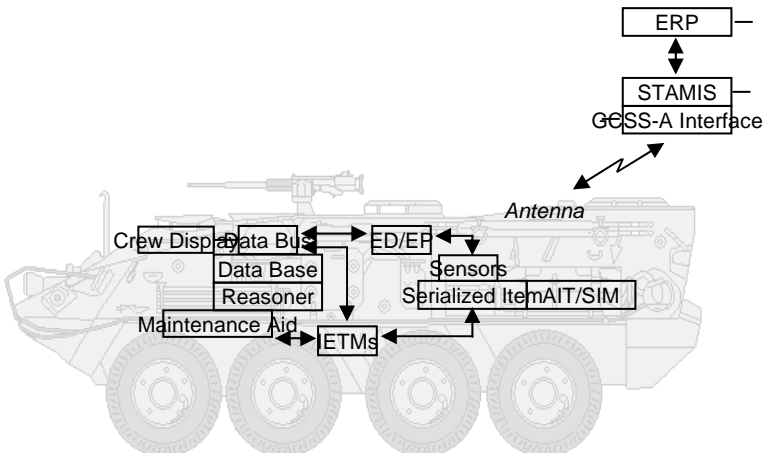 ERP
STAMIS
GCSS-A Interface
Antenna
Crew Display
Data Bus
ED/EP
Data Base
Sensors
Reasoner
Serialized Item
AIT/SIM
Maintenance Aid
IETMs